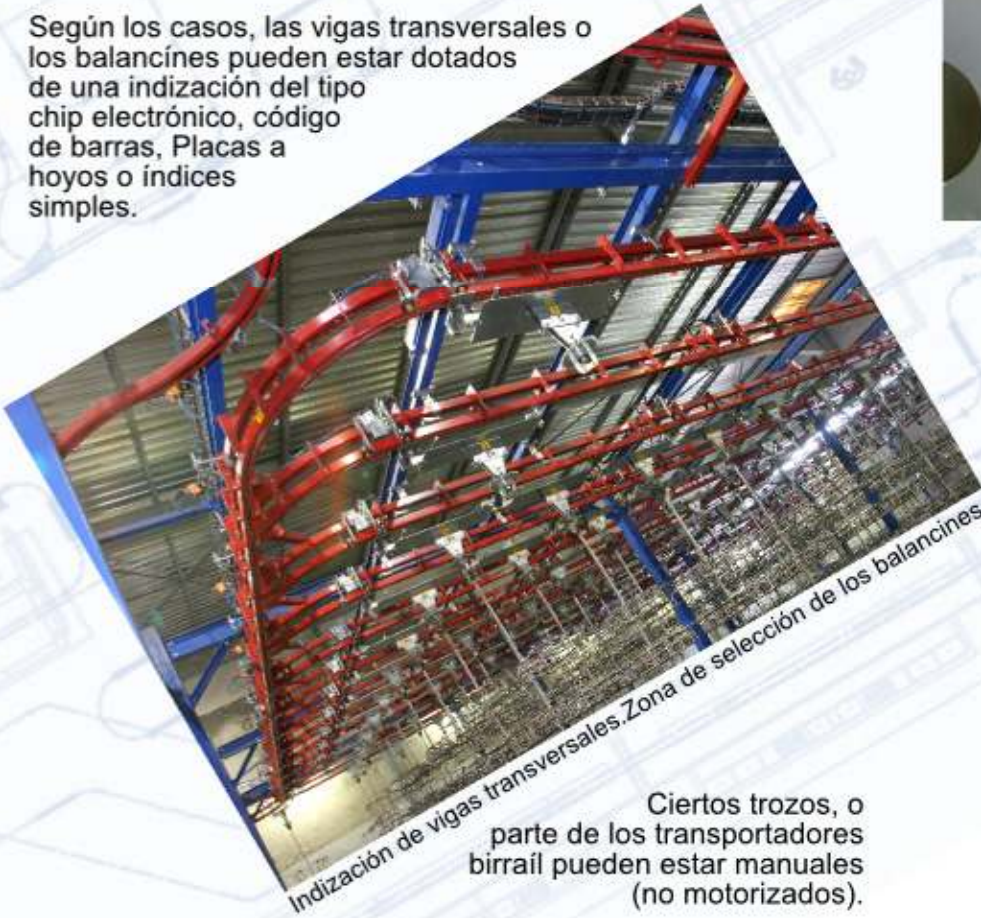 Según los casos, las vigas transversales o
los balancínes pueden estar dotados
de una indización del tipo
chip electrónico, código
de barras, Placas a
hoyos o índices
simples.
Indización de vigas transversales.Zona de selección de los balancines
Ciertos trozos, o
parte de los transportadores
birraíl pueden estar manuales
(no motorizados).